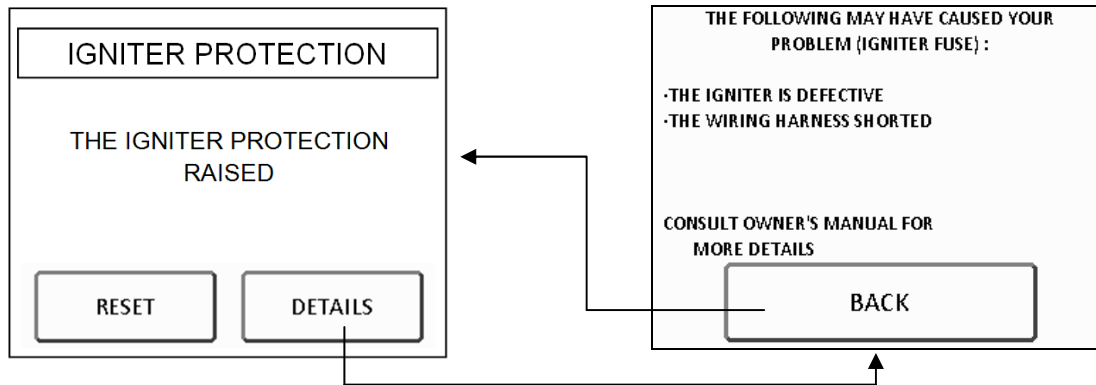 IGNITER PROTECTION
THE IGNITER PROTECTION
RAISED
RESET
DETAILS
THE FOLLOWING MAY HAVE CAUSED YOUR
PROBLEM (IGNITER FUSE) :
·THE IGNITER IS DEFECTIVE
·THE WIRING HARNESS SHORTED
CONSULT OWNER'S MANUAL FOR
MORE DETAILS
BACK